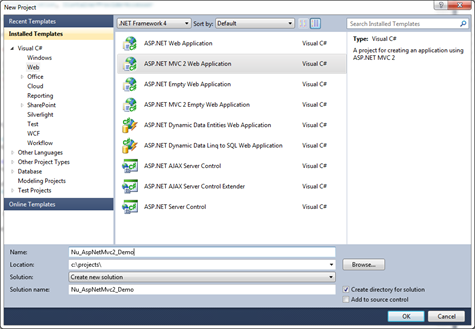 New Project
Recent Templates
.NET Framework 4
Sort by:
Default
Search Installed Templates
Installed Templates
Visual C#
Windows
Web
Office
Cloud
Reporting
SharePoint
Silverlight
Test
WCF
Workflow
Other Languages
Other Project Types
Database
Modeling Projects
Test Projects
Online Templates
ASP.NET Web Application Visual C#
ASP.NET MVC 2 Web Application Visual C#
ASP.NET Empty Web Application Visual C#
ASP.NET MVC 2 Empty Web Application Visual C#
ASP.NET Dynamic Data Entities Web Application Visual C#
ASP.NET Dynamic Data Linq to SQL Web Application Visual C#
ASP.NET AJAX Server Control Visual C#
ASP.NET AJAX Server Control Extender Visual C#
ASP.NET Server Control Visual C#
Type: Visual C#
A project for creating an application using
ASP.NET MVC 2
Name: Nu_AspNetMvc2_Demo
Location: c:\projects\
Browse...
Solution: Create new solution
Solution name: Nu_AspNetMvc2_Demo
Create directory for solution
Add to source control
OK
Cancel